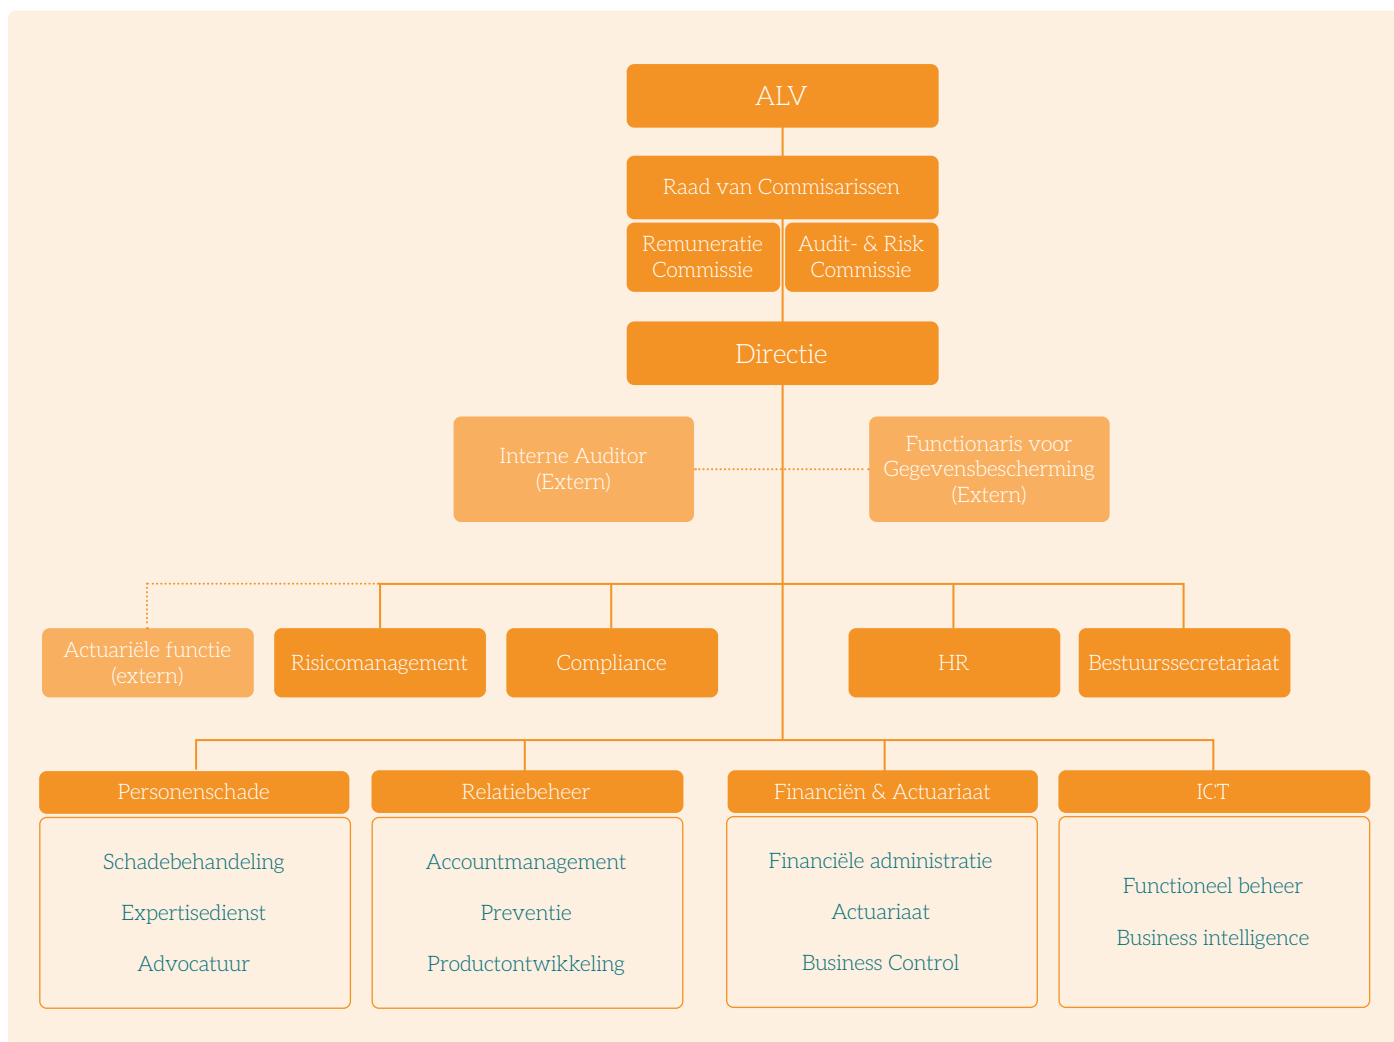 ALV
Raad van Commisarissen
Remuneratie
Commissie
Audit- & Risk
Commissie
Directie
Interne Auditor
(Extern)
Functionaris voor
Gegevensbescherming
(Extern)
Actuariële functie
(extern)
Risicomanagement
Compliance
HR
Bestuurssecretariaat
Personenschade
Schadebehandeling
Expertisedienst
Advocatuur
Relatiebeheer
Accountmanagement
Preventie
Productontwikkeling
Financiën & Actuariaat
Financiële administratie
Actuariaat
Business Control
ICT
Functioneel beheer
Business intelligence